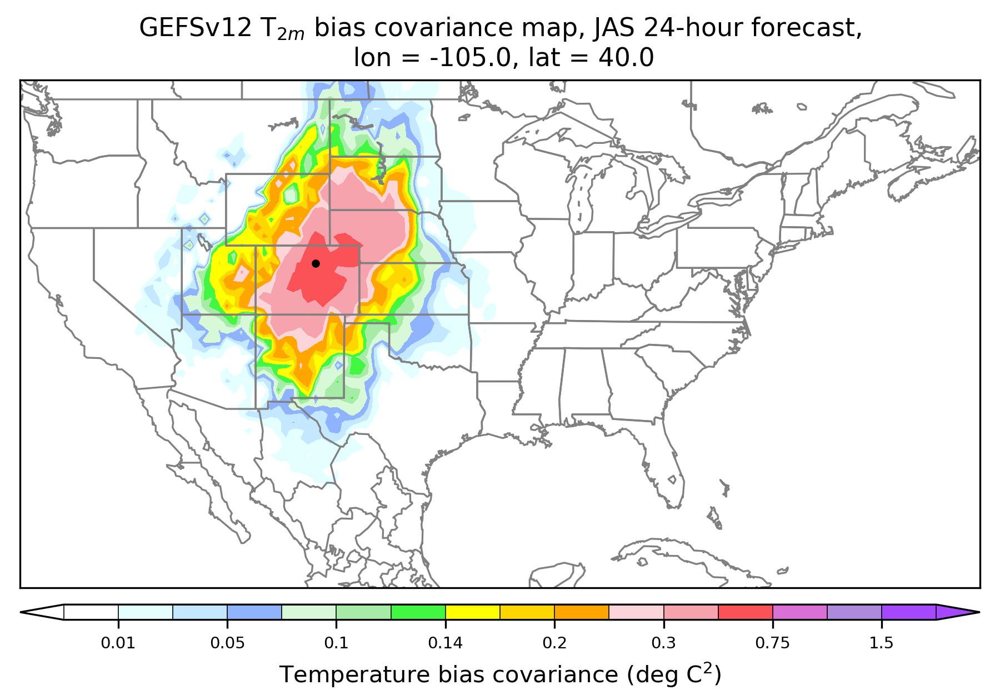 GEFSv12 T₂ₘ bias covariance map, JAS 24-hour forecast,
lon = -105.0, lat = 40.0
0.01 0.05 0.1 0.14 0.2 0.3 0.75 1.5
Temperature bias covariance (deg C²)